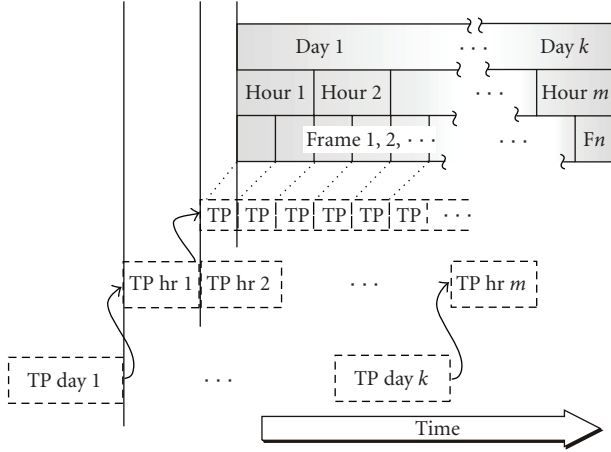 Day 1 · · · Day k
Hour 1 Hour 2 · · · Hour m
Frame 1, 2, · · · · · · Fn
TP TP TP TP TP TP · · ·
TP hr 1 TP hr 2 · · · TP hr m
TP day 1 · · · TP day k
Time